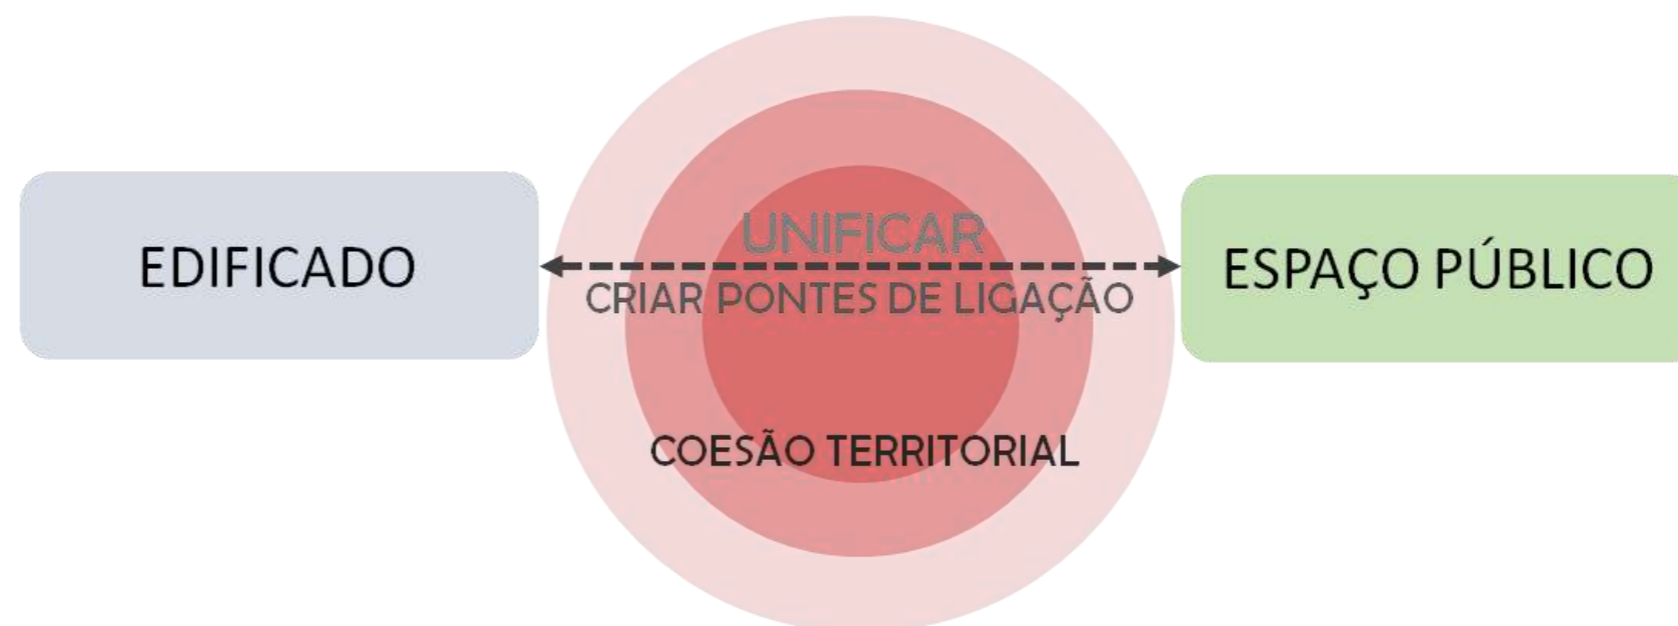 EDIFICADO
UNIFICAR
CRIAR PONTES DE LIGAÇÃO
ESPAÇO PÚBLICO
COESÃO TERRITORIAL